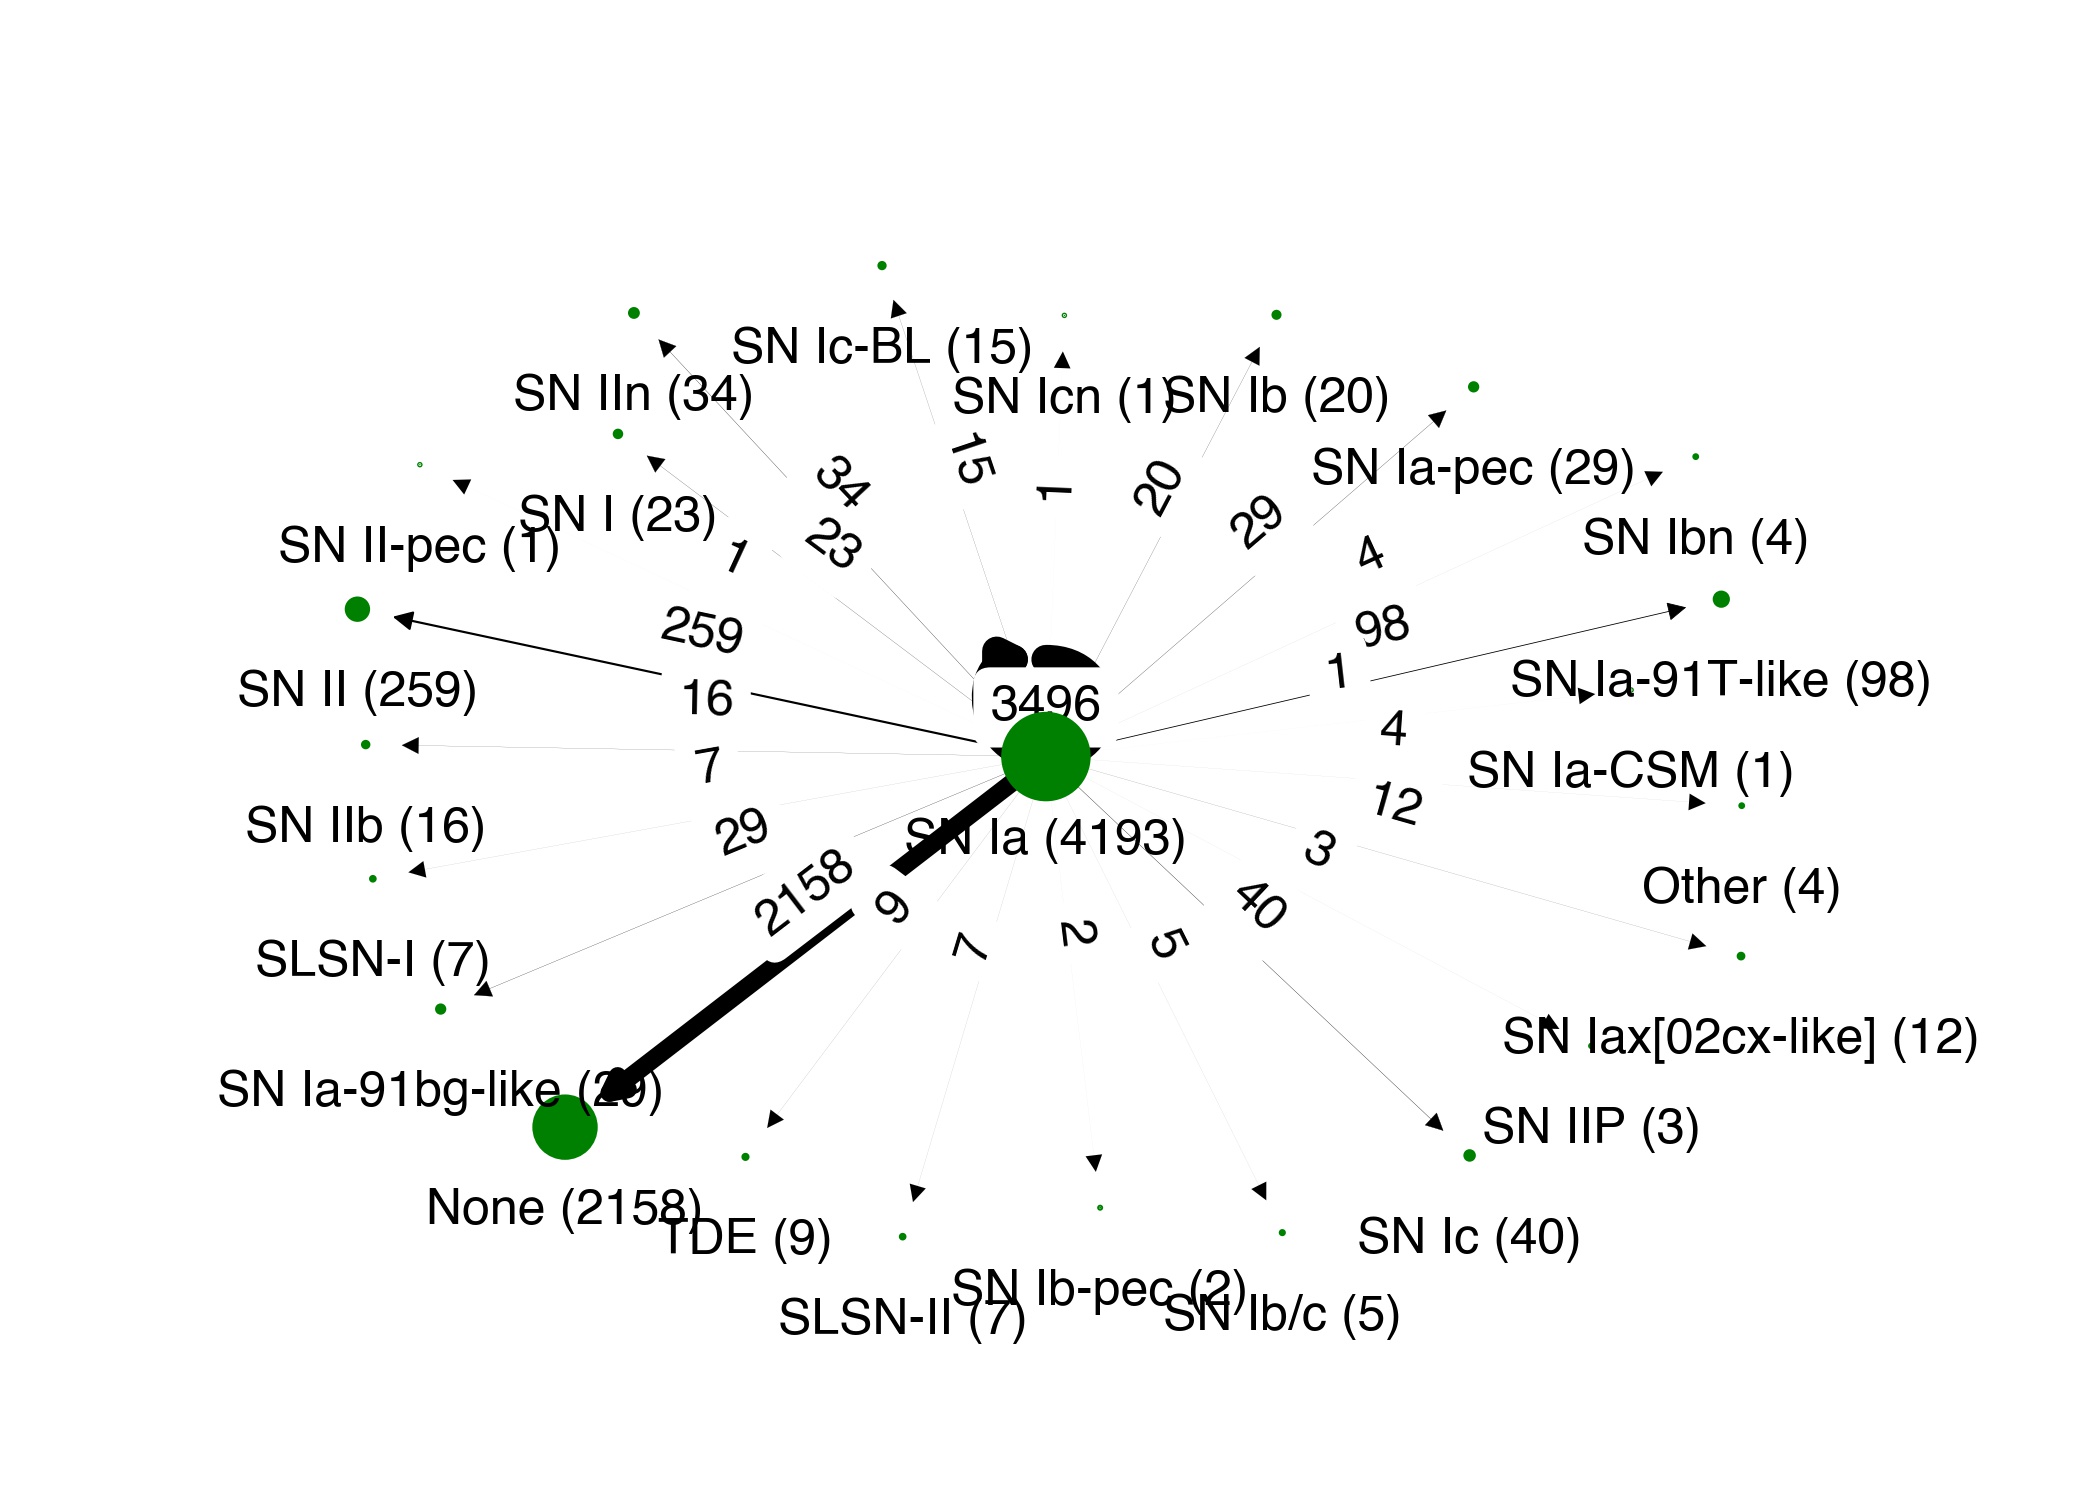 SN Ic-BL (15)
SN IIn (34)
SN Icn (1)
SN Ib (20)
SN Ia-pec (29)
SN I (23)
SN II-pec (1)
SN Ibn (4)
34
15
1
20
29
23
1
4
259
98
SN II (259)
16
3496
1
SN Ia-91T-like (98)
4
7
SN Ia-CSM (1)
SN IIb (16)
29
SN Ia (4193)
12
3
2158
9
40
Other (4)
SLSN-I (7)
7
2
5
SN Iax[02cx-like] (12)
SN Ia-91bg-like (29)
SN IIP (3)
None (2158)
TDE (9)
SN Ic (40)
SN Ib-pec (2)
SLSN-II (7)
SN Ib/c (5)